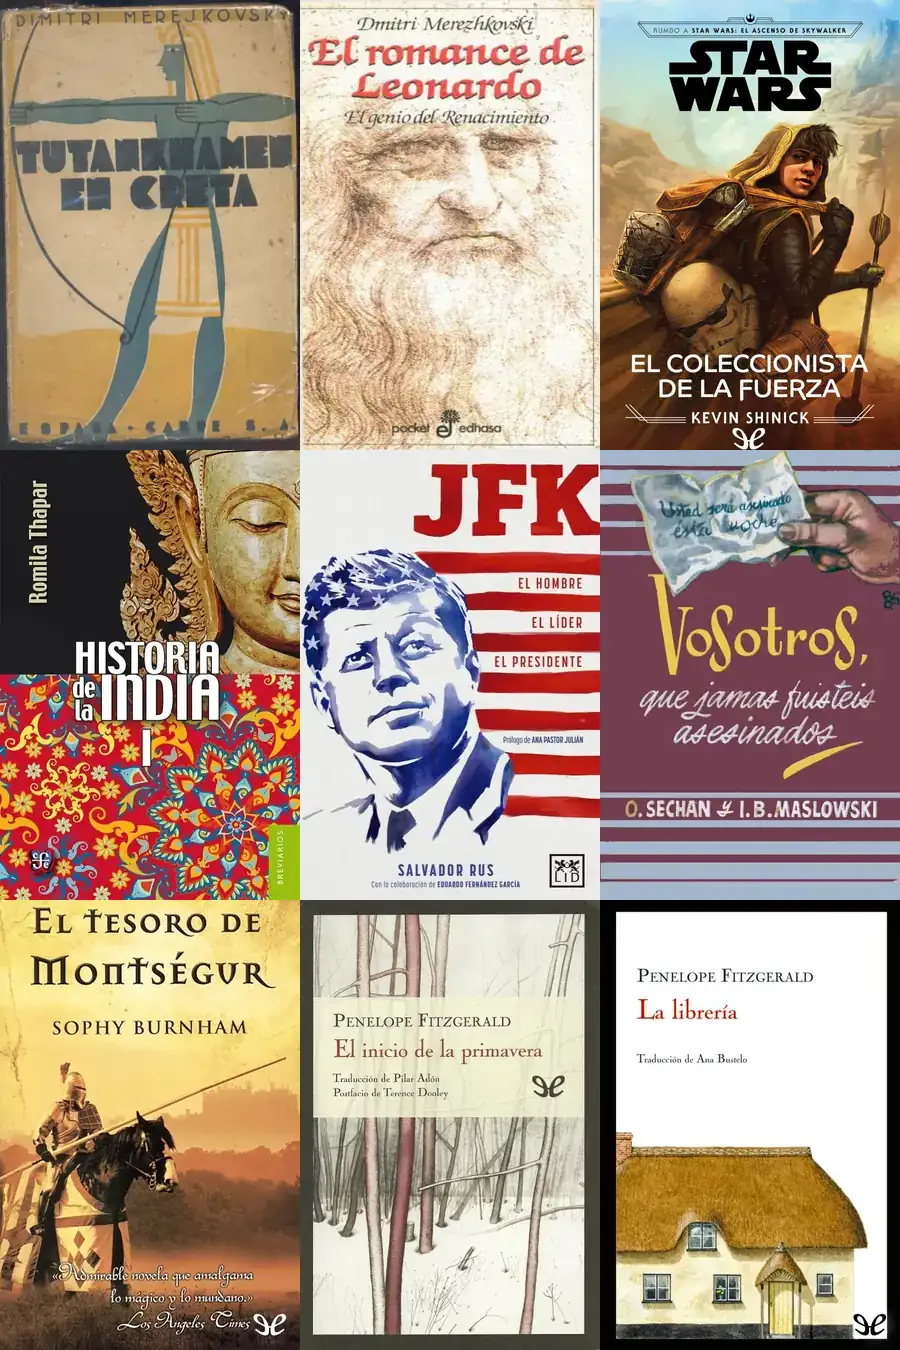 DIMITRI MEREJKOVSKY
TUTANKHAMEN
EN CRETA
ESPASA-CALPE S.A.
Dmitri Merezhkovski
El romance de
Leonardo
El genio del Renacimiento
pocket edhasa
RUMBO A STAR WARS: EL ASCENSO DE SKYWALKER
STAR
WARS
EL COLECCIONISTA
DE LA FUERZA
KEVIN SHINICK
Romila Thapar
HISTORIA
de la INDIA
I
BREVIARIOS
JFK
EL HOMBRE
EL LÍDER
EL PRESIDENTE
Prólogo de ANA PASTOR JULIÁN
SALVADOR RUS
Con la colaboración de EDUARDO FERNÁNDEZ GARCÍA
LID
Usted será asesinado
ésta noche
Vosotros,
que jamas fuisteis
asesinados
O. SECHAN y I.B. MASLOWSKI
EL TESORO DE
MONTSÉGUR
SOPHY BURNHAM
«Admirable novela que amalgama
lo mágico y lo mundano.»
Los Angeles Times
PENELOPE FITZGERALD
El inicio de la primavera
Traducción de Pilar Adón
Postfacio de Terence Dooley
PENELOPE FITZGERALD
La librería
Traducción de Ana Bustelo